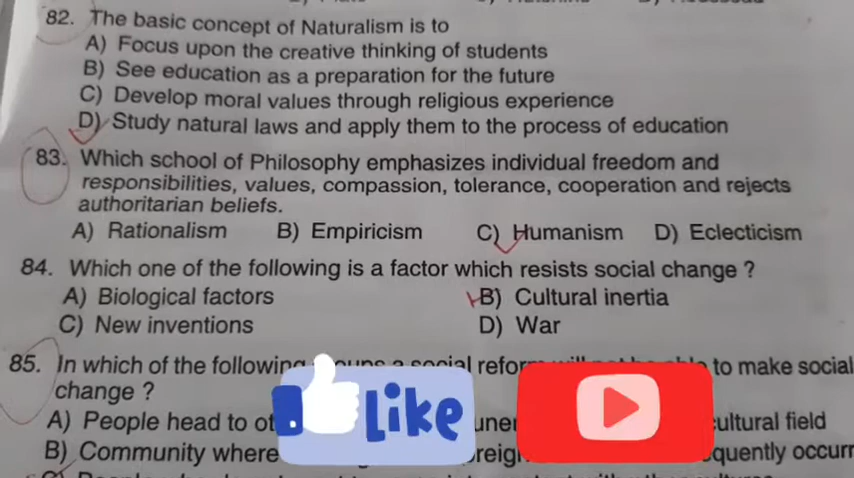 82. The basic concept of Naturalism is to
A) Focus upon the creative thinking of students
B) See education as a preparation for the future
C) Develop moral values through religious experience
D) Study natural laws and apply them to the process of education
83. Which school of Philosophy emphasizes individual freedom and
responsibilities, values, compassion, tolerance, cooperation and rejects
authoritarian beliefs.
A) Rationalism B) Empiricism C) Humanism D) Eclecticism
84. Which one of the following is a factor which resists social change ?
A) Biological factors B) Cultural inertia
C) New inventions D) War
85. In which of the following a social to make social
change ?
A) People head to cultural field
B) Community where
Like